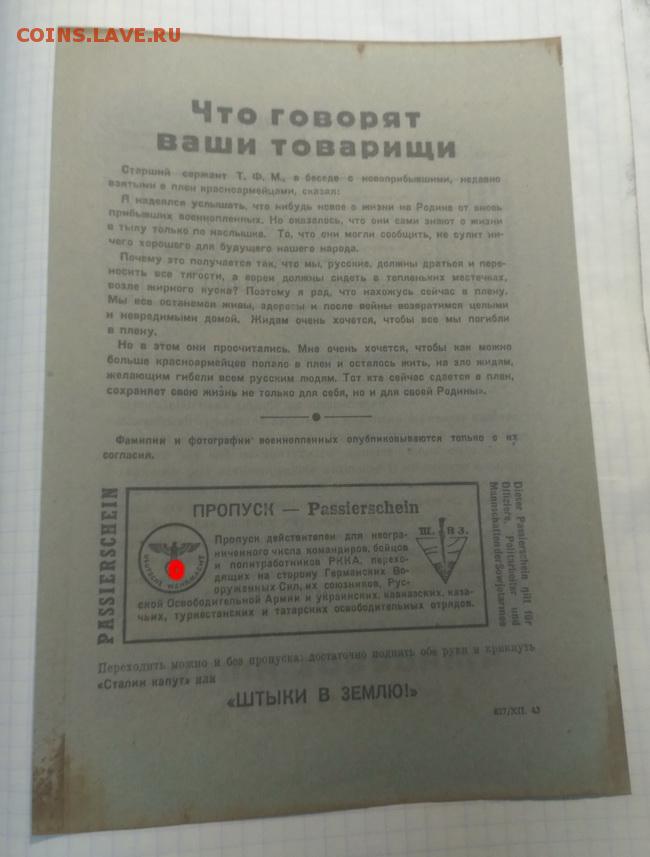 COINS.LAVE.RU
Что говорят
ваши товарищи
Старший сержант Т. Ф. М., в беседе с новоприбывшими, недавно
взятыми в плен красноармейцами, сказал:
Я надеялся услышать, что нибудь новое о жизни на Родине от вновь
прибывших военнопленных. Но оказалось, что они сами знают о жизни
в тылу только по наслышке. То, что они могли сообщить, не сулит ни-
чего хорошего для будущего нашего народа.
Почему это получается так, что мы, русские, должны драться и пере-
носить все тягости, а евреи должны сидеть в тепленьких местечках,
возле жирного куска? Поэтому я рад, что нахожусь сейчас в плену.
Мы все останемся живы, здоровы и после войны возвратимся целыми
и невредимыми домой. Жидам очень хочется, чтобы все мы погибли
в плену.
Но в этом они просчитались. Мне очень хочется, чтобы как можно
больше красноармейцев попало в плен и осталось жить, на зло жидам,
желающим гибели всем русским людям. Тот кто сейчас сдается в плен,
сохраняет свою жизнь не только для себя, но и для своей Родины».
Фамилии и фотографии военнопленных опубликовываются только с их
согласия.
PASSIERSCHEIN
ПРОПУСК — Passierschein
DEUTSCHE WEHRMACHT
Ш. В З.
Пропуск действителен для неогра-
ниченного числа командиров, бойцов
и политработников РККА, перехо-
дящих на сторону Германских Во-
оруженных Сил, их союзников, Рус-
ской Освободительной Армии и украинских, кавказских, каза-
чьих, туркестанских и татарских освободительных отрядов.
Dieser Passierschein gilt für
Offiziere, Politarbeiter und
Mannschaften der Sowjetarmee
Переходить можно и без пропуска: достаточно поднять обе руки и крикнуть
«Сталин капут» или
«ШТЫКИ В ЗЕМЛЮ!»
/XII. 43